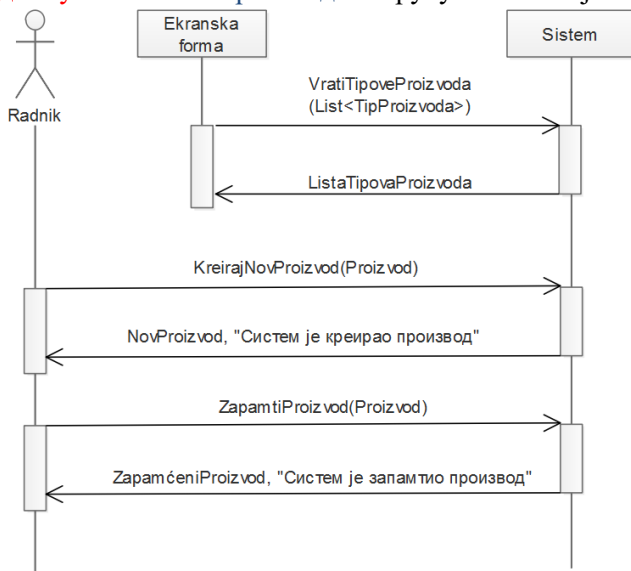 Ekranska
forma
Sistem
Radnik
VratiTipoveProizvoda
(List<TipProizvoda>)
ListaTipovaProizvoda
KreirajNovProizvod(Proizvod)
NovProizvod, "Систем је креирао производ"
ZapamtiProizvod(Proizvod)
ZapamćeniProizvod, "Систем је запамтио производ"